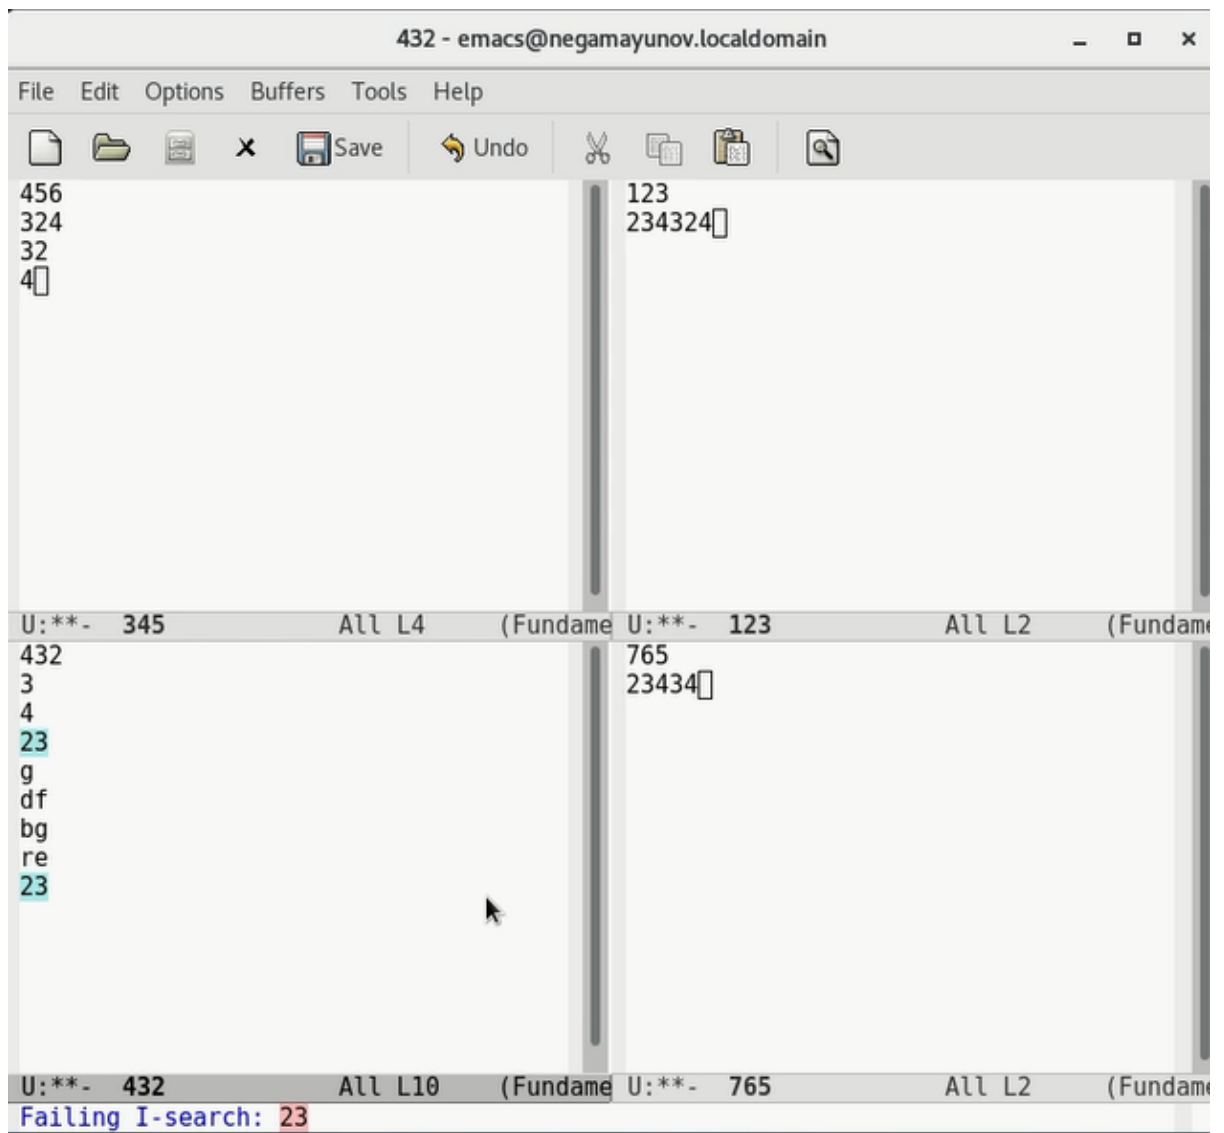 432 - emacs@negamayunov.localdomain
File Edit Options Buffers Tools Help
Save Undo
456
324
32
4
U:**- 345 All L4 (Fundame
123
234324
U:**- 123 All L2 (Fundame
432
3
4
23
g
df
bg
re
23
U:**- 432 All L10 (Fundame
765
23434
U:**- 765 All L2 (Fundame
Failing I-search: 23